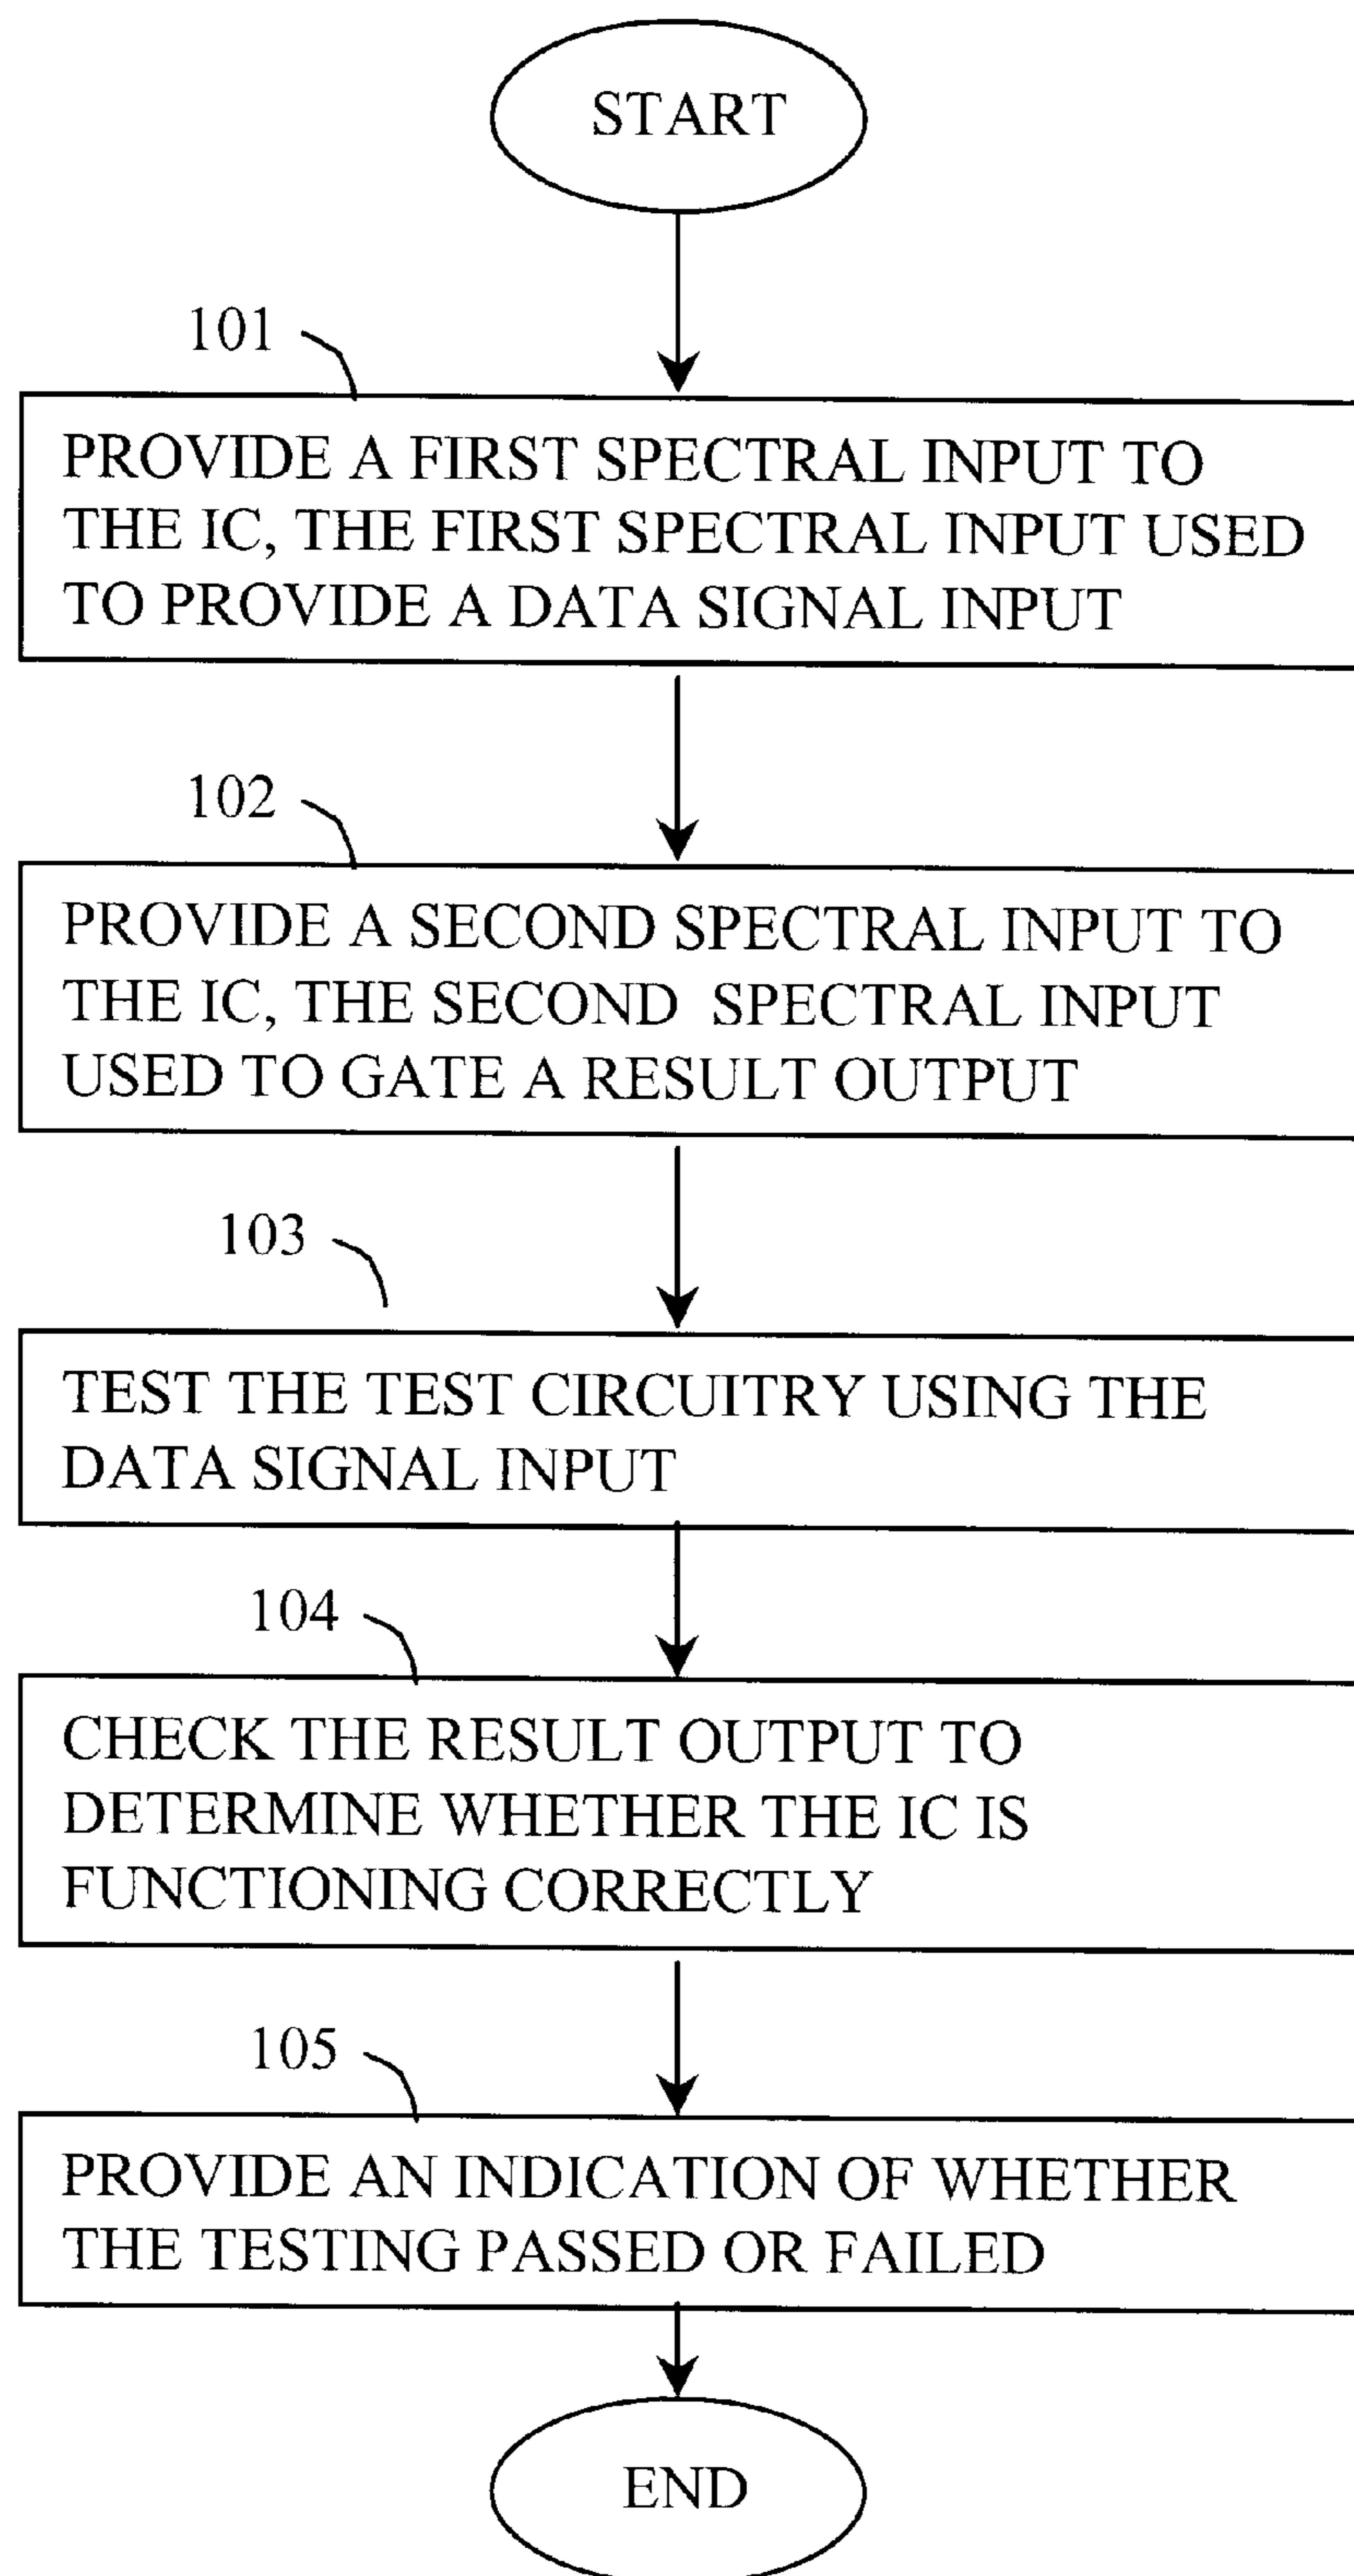 START
101
PROVIDE A FIRST SPECTRAL INPUT TO
THE IC, THE FIRST SPECTRAL INPUT USED
TO PROVIDE A DATA SIGNAL INPUT
102
PROVIDE A SECOND SPECTRAL INPUT TO
THE IC, THE SECOND SPECTRAL INPUT
USED TO GATE A RESULT OUTPUT
103
TEST THE TEST CIRCUITRY USING THE
DATA SIGNAL INPUT
104
CHECK THE RESULT OUTPUT TO
DETERMINE WHETHER THE IC IS
FUNCTIONING CORRECTLY
105
PROVIDE AN INDICATION OF WHETHER
THE TESTING PASSED OR FAILED
END